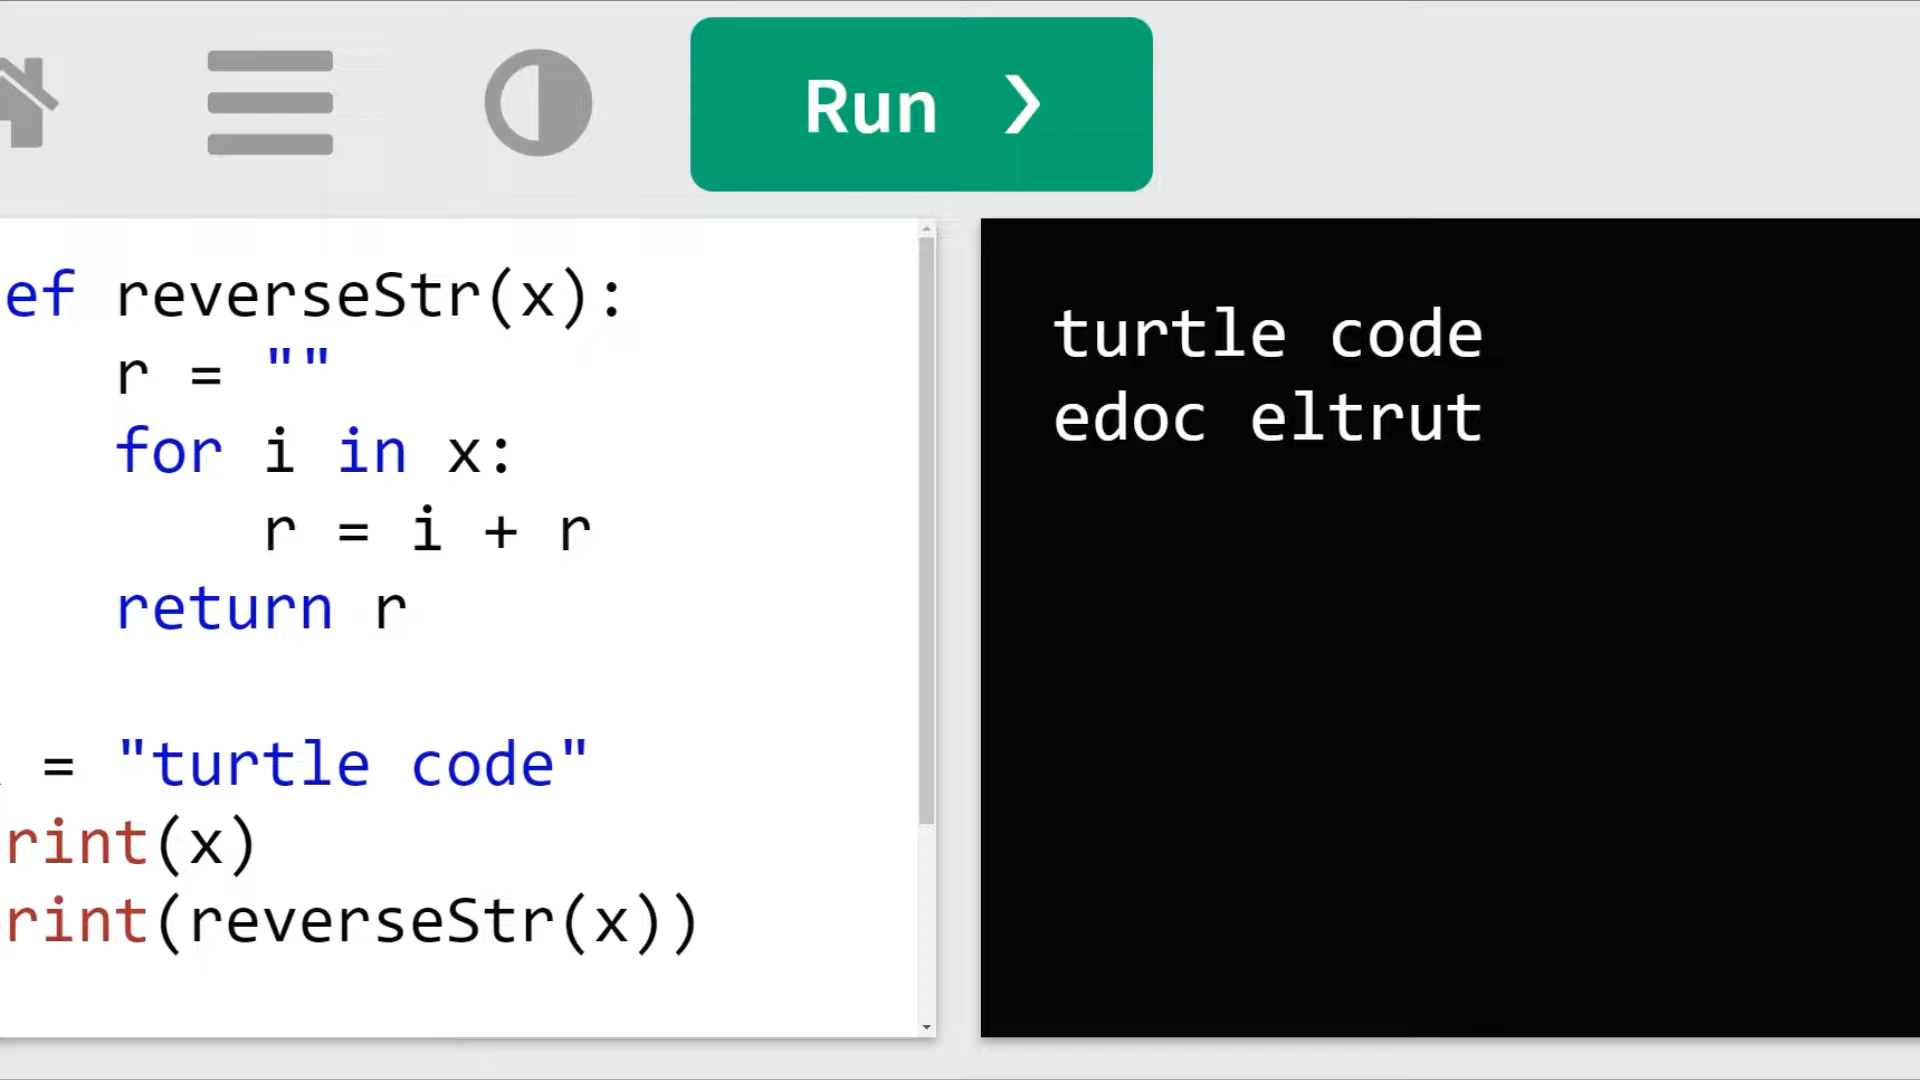 Run ❯
ef reverseStr(x):
r = ""
for i in x:
r = i + r
return r
= "turtle code"
rint(x)
rint(reverseStr(x))
turtle code
edoc eltrut